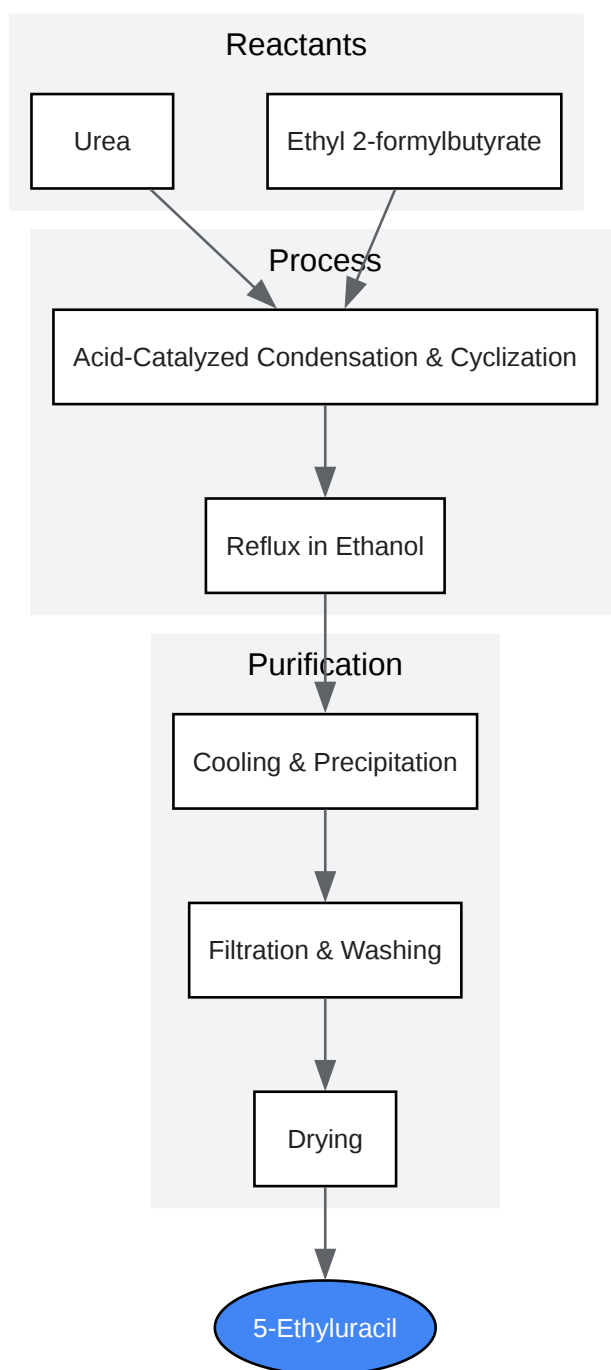 Reactants
Urea
Ethyl 2-formylbutyrate
Process
Acid-Catalyzed Condensation & Cyclization
Reflux in Ethanol
Purification
Cooling & Precipitation
Filtration & Washing
Drying
5-Ethyluracil